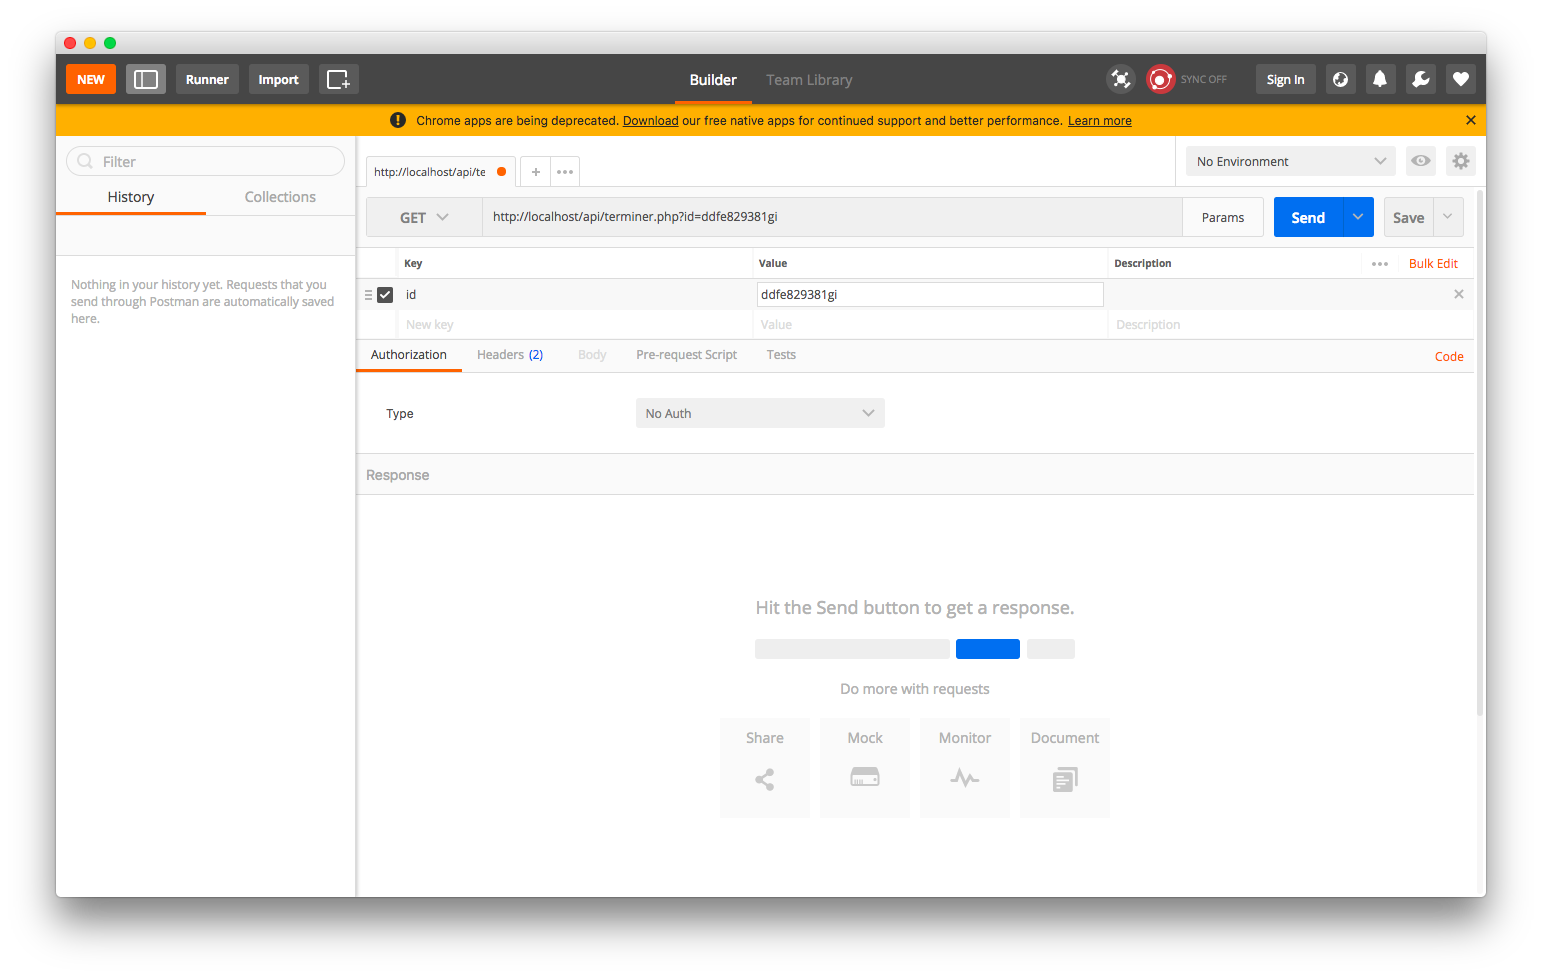 NEW
Runner
Import
Builder
Team Library
SYNC OFF
Sign In
Chrome apps are being deprecated. Download our free native apps for continued support and better performance. Learn more
Filter
History
Collections
Nothing in your history yet. Requests that you
send through Postman are automatically saved
here.
http://localhost/api/te
No Environment
GET
http://localhost/api/terminer.php?id=ddfe829381gi
Params
Send
Save
Key
Value
Description
Bulk Edit
id
ddfe829381gi
New key
Value
Description
Authorization
Headers (2)
Body
Pre-request Script
Tests
Code
Type
No Auth
Response
Hit the Send button to get a response.
Do more with requests
Share
Mock
Monitor
Document